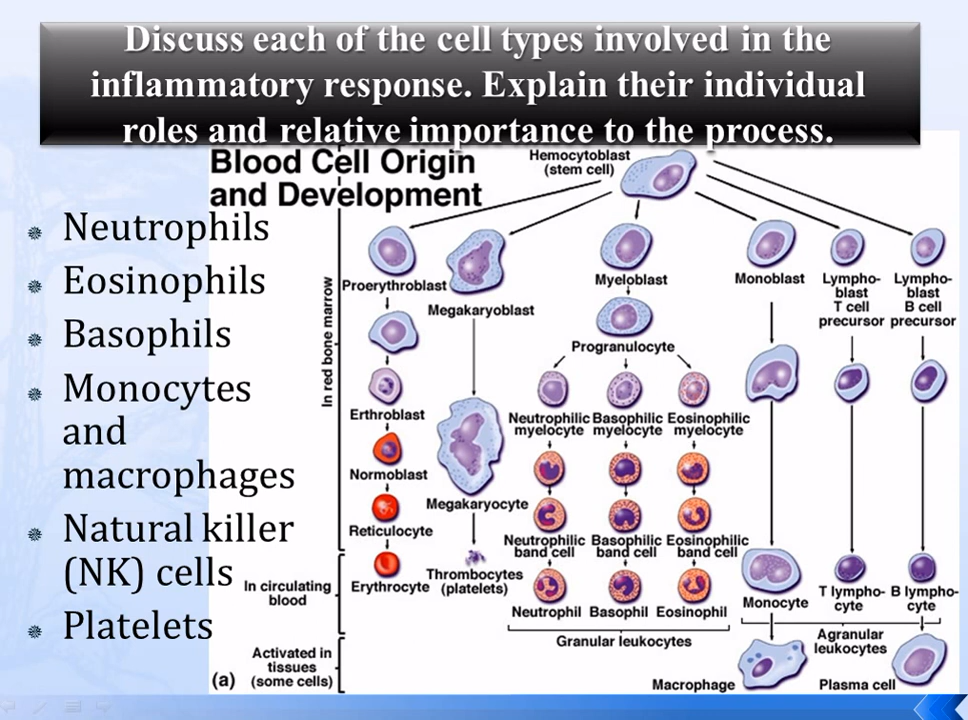 Discuss each of the cell types involved in the
inflammatory response. Explain their individual
roles and relative importance to the process.
Neutrophils
Eosinophils
Basophils
Monocytes
and
macrophages
Natural killer
(NK) cells
Platelets
Blood Cell Origin
and Development
Hemocytoblast
(stem cell)
In red bone marrow
Proerythroblast
Megakaryoblast
Myeloblast
Monoblast
Lympho-
blast
T cell
precursor
Lympho-
blast
B cell
precursor
Progranulocyte
Erthroblast
Neutrophilic
myelocyte
Basophilic
myelocyte
Eosinophilic
myelocyte
Normoblast
Megakaryocyte
Reticulocyte
Neutrophilic
band cell
Basophilic
band cell
Eosinophilic
band cell
In circulating
blood
Erythrocyte
Thrombocytes
(platelets)
Neutrophil
Basophil
Eosinophil
Monocyte
T lympho-
cyte
B lympho-
cyte
Granular leukocytes
Agranular
leukocytes
Activated in
tissues
(some cells)
(a)
Macrophage
Plasma cell